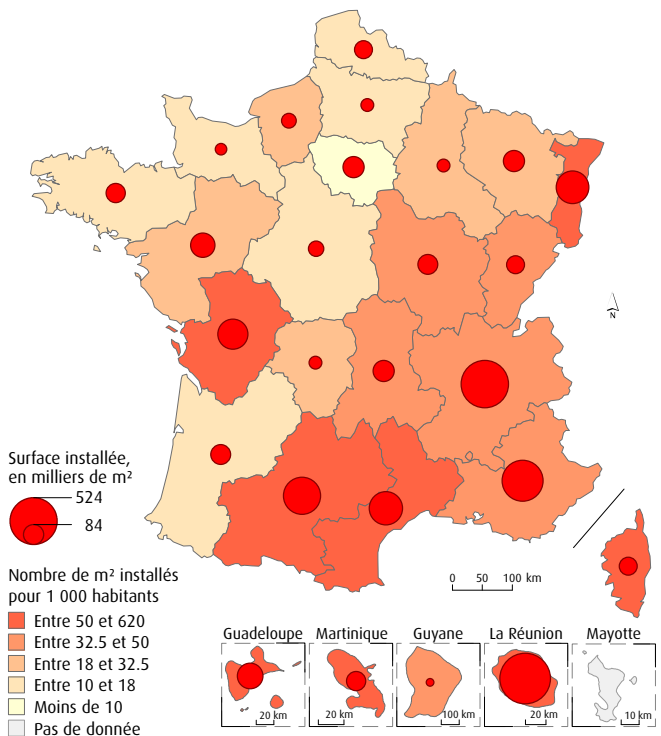 N
Surface installée,
en milliers de m²
524
84
Nombre de m² installés
pour 1 000 habitants
Entre 50 et 620
Entre 32.5 et 50
Entre 18 et 32.5
Entre 10 et 18
Moins de 10
Pas de donnée
0 50 100 km
Guadeloupe
20 km
Martinique
20 km
Guyane
100 km
La Réunion
20 km
Mayotte
10 km